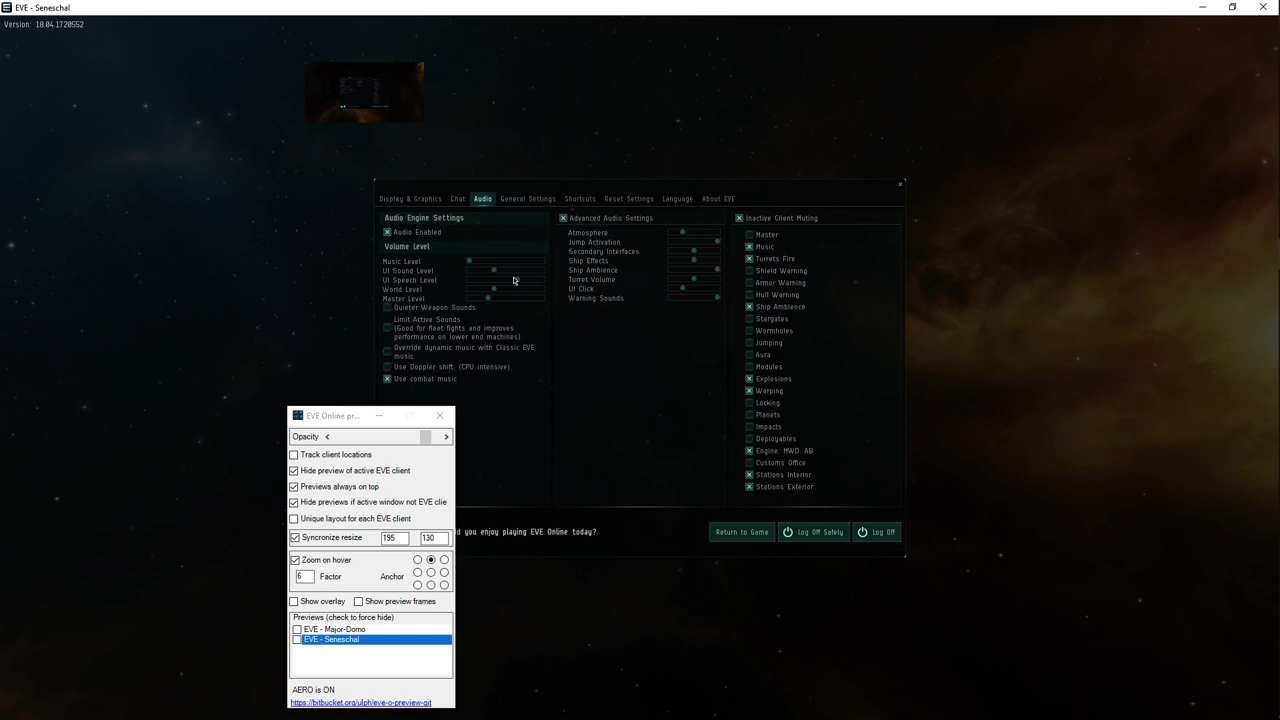 EVE - Seneschal
Version: 18.04.1720552
Display & Graphics
Chat
Audio
General Settings
Shortcuts
Reset Settings
Language
About EVE
Audio Engine Settings
Audio Enabled
Volume Level
Music Level
UI Sound Level
UI Speech Level
World Level
Master Level
Quieter Weapon Sounds
Limit Active Sounds
(Good for fleet fights and improves
performance on lower end machines)
Override dynamic music with Classic EVE
music
Use Doppler shift. (CPU intensive)
Use combat music
Advanced Audio Settings
Atmosphere
Jump Activation
Secondary Interfaces
Ship Effects
Ship Ambience
Turret Volume
UI Click
Warning Sounds
Inactive Client Muting
Master
Music
Turrets Fire
Shield Warning
Armor Warning
Hull Warning
Ship Ambience
Stargates
Wormholes
Jumping
Aura
Modules
Explosions
Warping
Locking
Planets
Impacts
Deployables
Engine, MWD, AB
Customs Office
Stations Interior
Stations Exterior
d you enjoy playing EVE Online today?
Return to Game
Log Off Safely
Log Off
EVE Online pr...
Opacity
Track client locations
Hide preview of active EVE client
Previews always on top
Hide previews if active window not EVE clie
Unique layout for each EVE client
Syncronize resize 195 130
Zoom on hover
6 Factor Anchor
Show overlay Show preview frames
Previews (check to force hide)
EVE - Major-Domo
EVE - Seneschal
AERO is ON
https://bitbucket.org/ulph/eve-o-preview-git